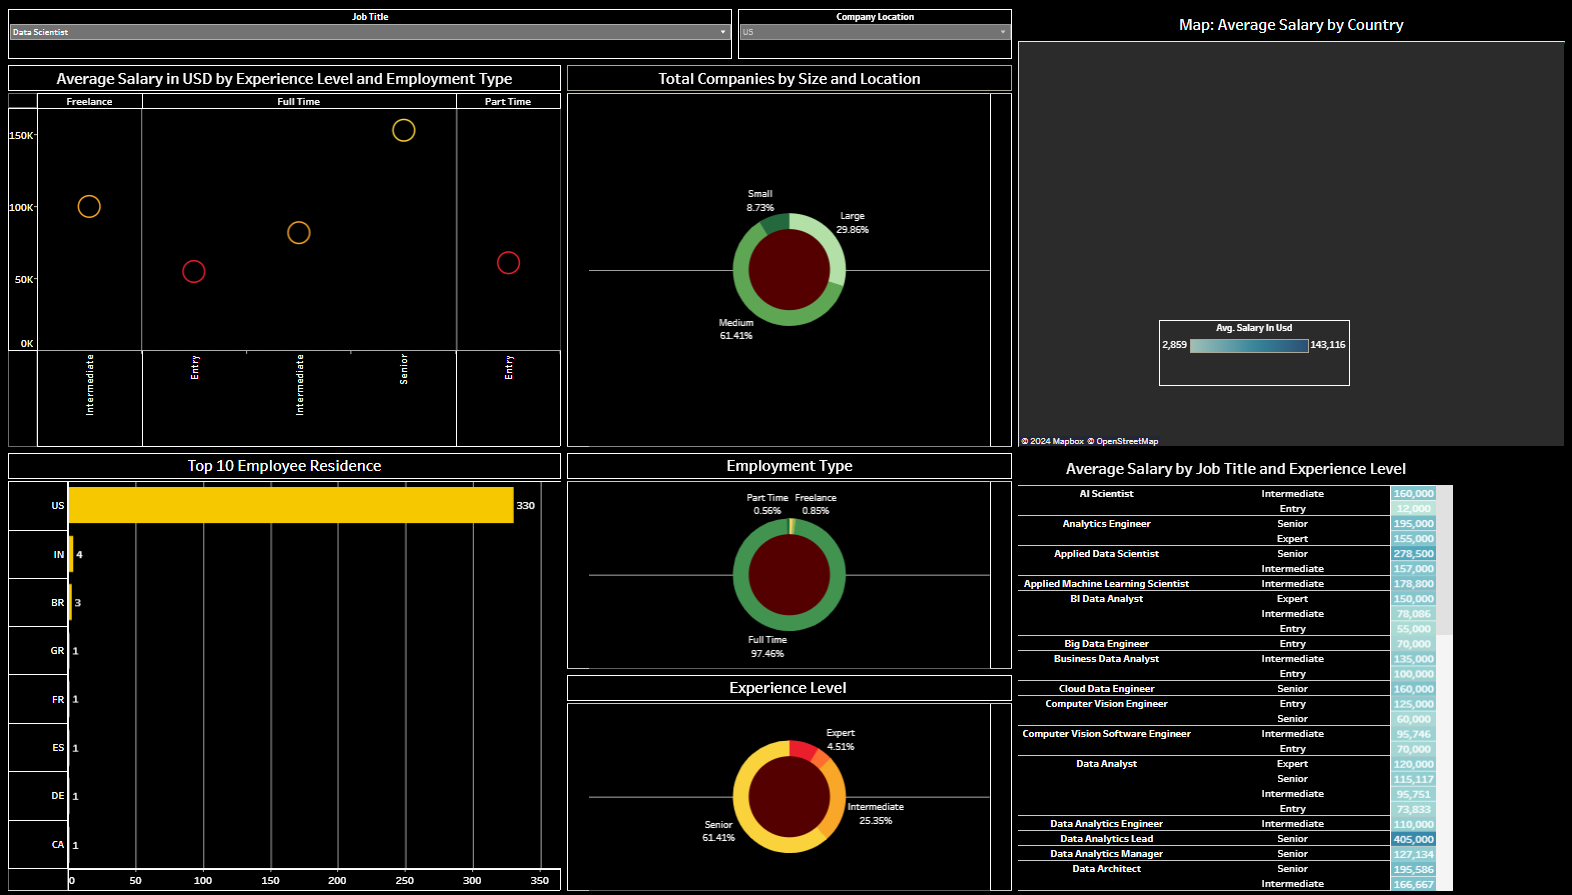 Job Title
Data Scientist
Company Location
US
Map: Average Salary by Country
Average Salary in USD by Experience Level and Employment Type
Freelance
Full Time
Part Time
150K
100K
50K
0K
Intermediate
Entry
Intermediate
Senior
Entry
Total Companies by Size and Location
Small
8.73%
Large
29.86%
Medium
61.41%
Avg. Salary In Usd
2,859
143,116
© 2024 Mapbox © OpenStreetMap
Top 10 Employee Residence
US 330
IN 4
BR 3
GR 1
FR 1
ES 1
DE 1
CA 1
0 50 100 150 200 250 300 350
Employment Type
Part Time Freelance
0.56% 0.85%
Full Time
97.46%
Experience Level
Expert
4.51%
Intermediate
25.35%
Senior
61.41%
Average Salary by Job Title and Experience Level
AI Scientist Intermediate 160,000
Entry 12,000
Analytics Engineer Senior 195,000
Expert 155,000
Applied Data Scientist Senior 278,500
Intermediate 157,000
Applied Machine Learning Scientist Intermediate 178,800
BI Data Analyst Expert 150,000
Intermediate 78,086
Entry 55,000
Big Data Engineer Entry 70,000
Business Data Analyst Intermediate 135,000
Entry 100,000
Cloud Data Engineer Senior 160,000
Computer Vision Engineer Entry 125,000
Senior 60,000
Computer Vision Software Engineer Intermediate 95,746
Entry 70,000
Data Analyst Expert 120,000
Senior 115,117
Intermediate 95,751
Entry 73,833
Data Analytics Engineer Intermediate 110,000
Data Analytics Lead Senior 405,000
Data Analytics Manager Senior 127,134
Data Architect Senior 195,586
Intermediate 166,667